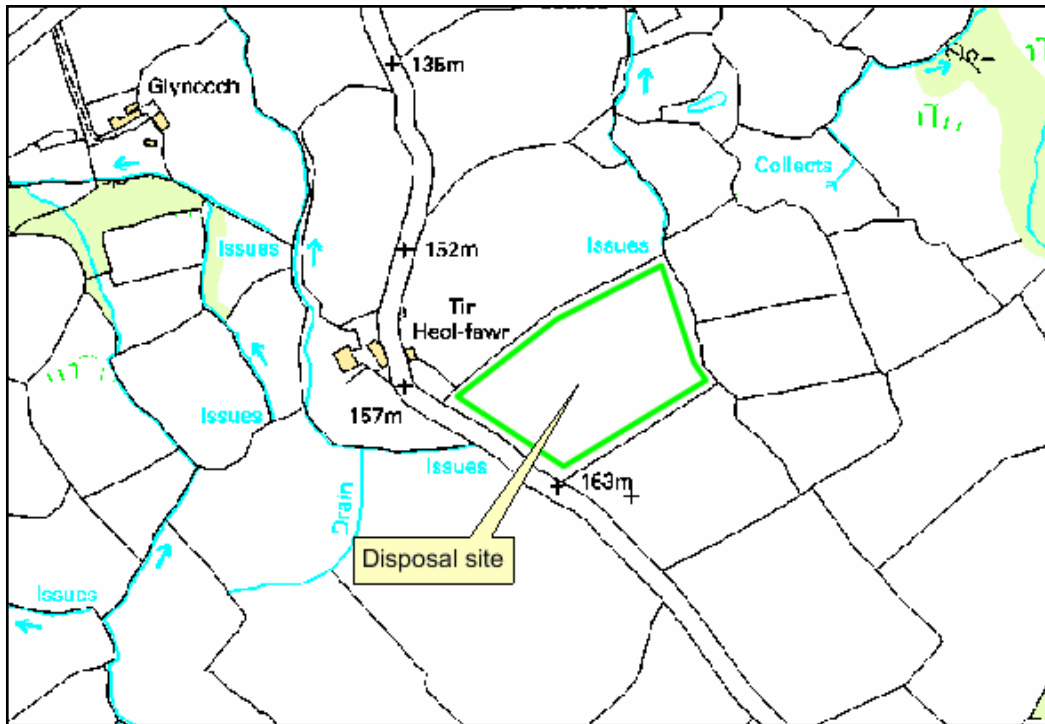 136m
Glyncoch
Collects
Issues
Issues
152m
Tir
Heol-fawr
157m
Issues
Issues
163m
Drain
Disposal site
Issues